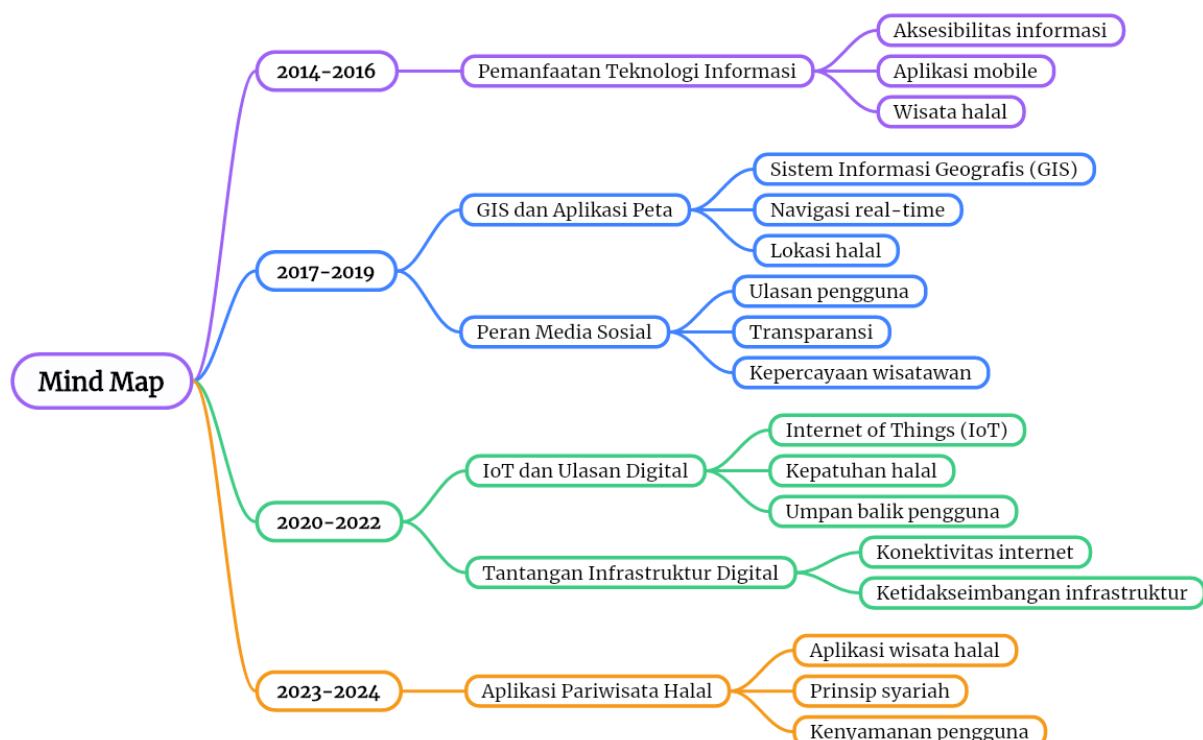 Mind Map
2014-2016
Pemanfaatan Teknologi Informasi
Aksesibilitas informasi
Aplikasi mobile
Wisata halal
2017-2019
GIS dan Aplikasi Peta
Sistem Informasi Geografis (GIS)
Navigasi real-time
Lokasi halal
Peran Media Sosial
Ulasan pengguna
Transparansi
Kepercayaan wisatawan
2020-2022
IoT dan Ulasan Digital
Internet of Things (IoT)
Kepatuhan halal
Umpan balik pengguna
Tantangan Infrastruktur Digital
Konektivitas internet
Ketidakseimbangan infrastruktur
2023-2024
Aplikasi Pariwisata Halal
Aplikasi wisata halal
Prinsip syariah
Kenyamanan pengguna